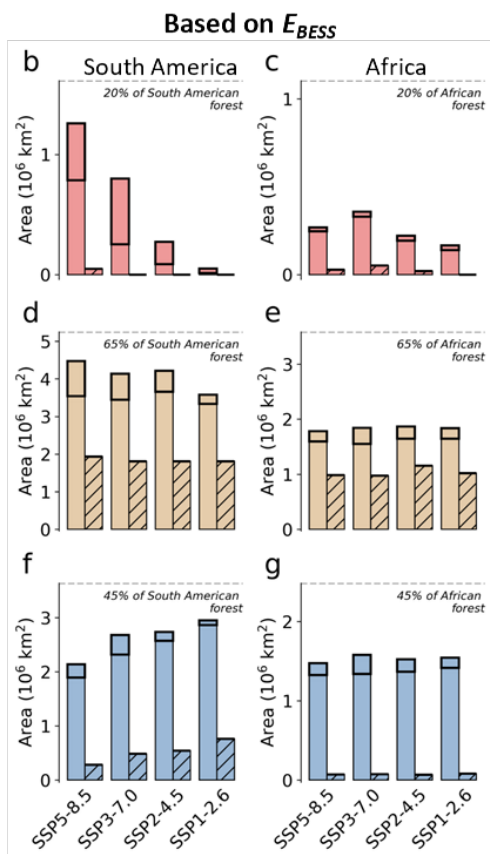 Based on E_BESS
b South America
c Africa
20% of South American
forest
20% of African
forest
Area (10⁶ km²)
1
0
Area (10⁶ km²)
1
0
d
e
65% of South American
forest
65% of African
forest
Area (10⁶ km²)
5
4
3
2
1
0
Area (10⁶ km²)
3
2
1
0
f
g
45% of South American
forest
45% of African
forest
Area (10⁶ km²)
3
2
1
0
Area (10⁶ km²)
2
1
0
SSP5-8.5
SSP3-7.0
SSP2-4.5
SSP1-2.6
SSP5-8.5
SSP3-7.0
SSP2-4.5
SSP1-2.6